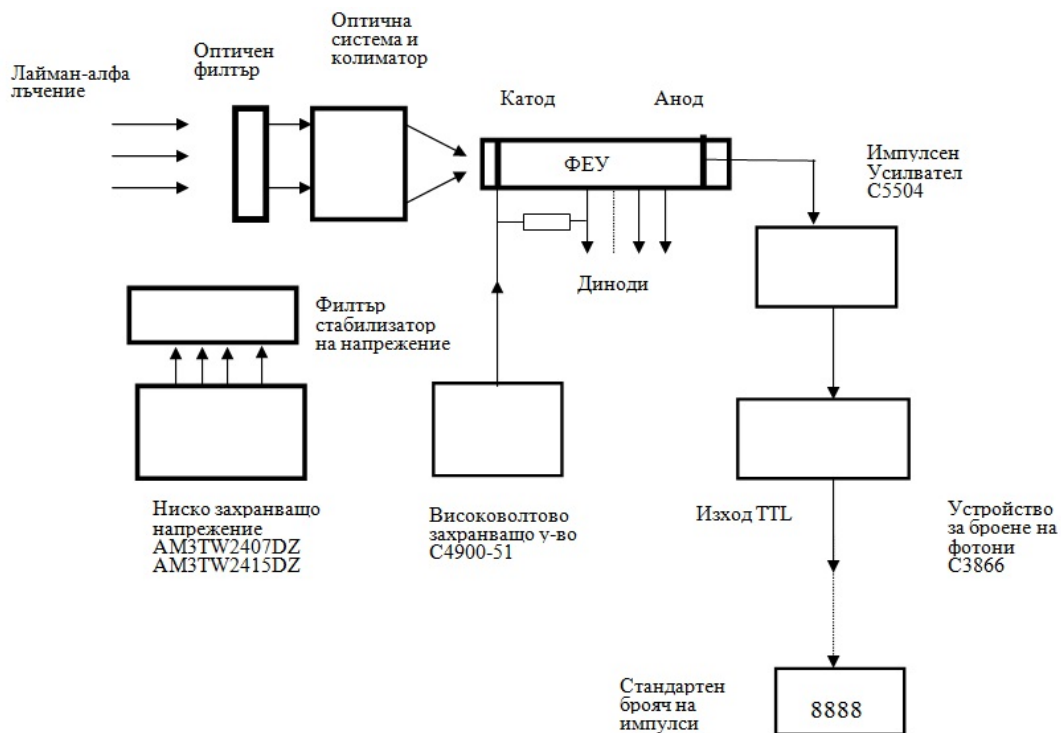 Оптична
система и
колиматор
Оптичен
филтър
Лайман-алфа
лъчение
Катод
Анод
ФЕУ
Импулсен
Усилвател
C5504
Диноди
Филтър
стабилизатор
на напрежение
Ниско захранващо
напрежение
AM3TW2407DZ
AM3TW2415DZ
Високоволтово
захранващо у-во
C4900-51
Изход TTL
Устройство
за броене на
фотони
C3866
Стандартен
брояч на
импулси
8888